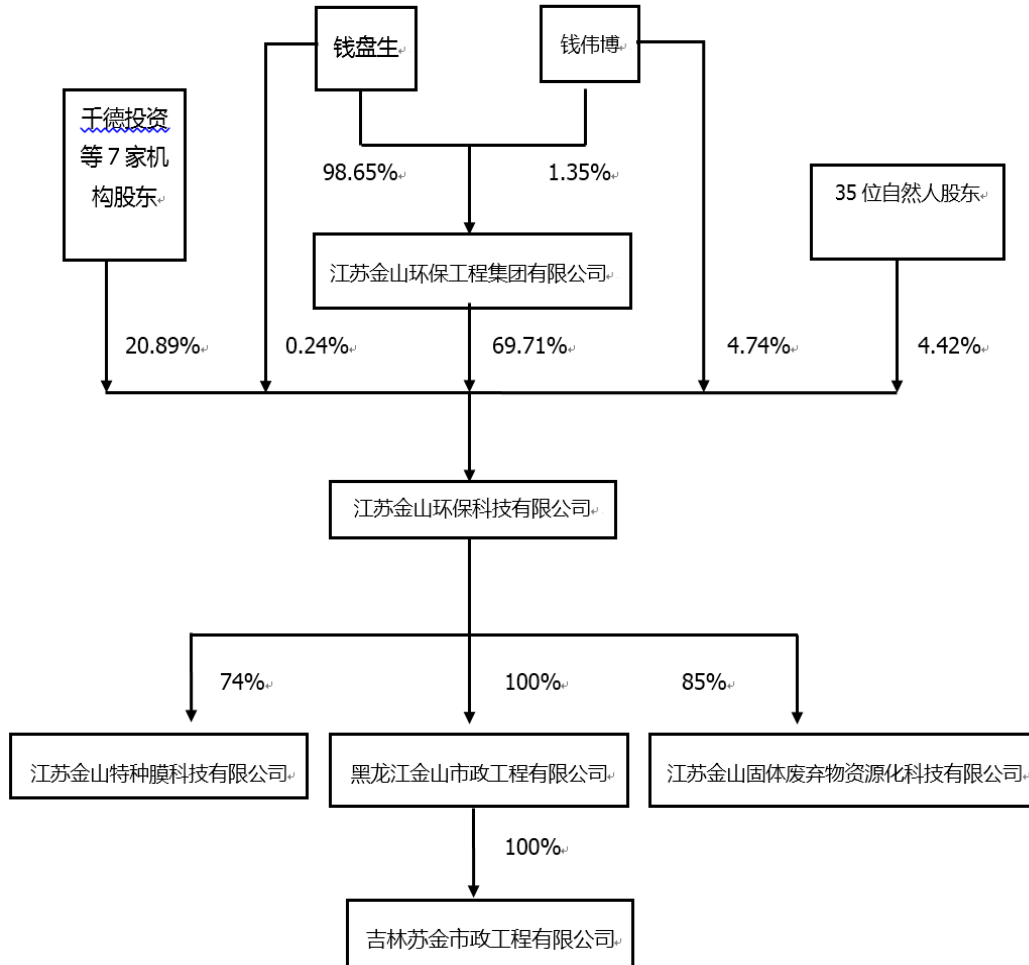 钱盘生
钱伟博
千德投资
等 7 家机
构股东
98.65%
1.35%
35 位自然人股东
江苏金山环保工程集团有限公司
20.89%
0.24%
69.71%
4.74%
4.42%
江苏金山环保科技有限公司
74%
100%
85%
江苏金山特种膜科技有限公司
黑龙江金山市政工程有限公司
江苏金山固体废弃物资源化科技有限公司
100%
吉林苏金市政工程有限公司